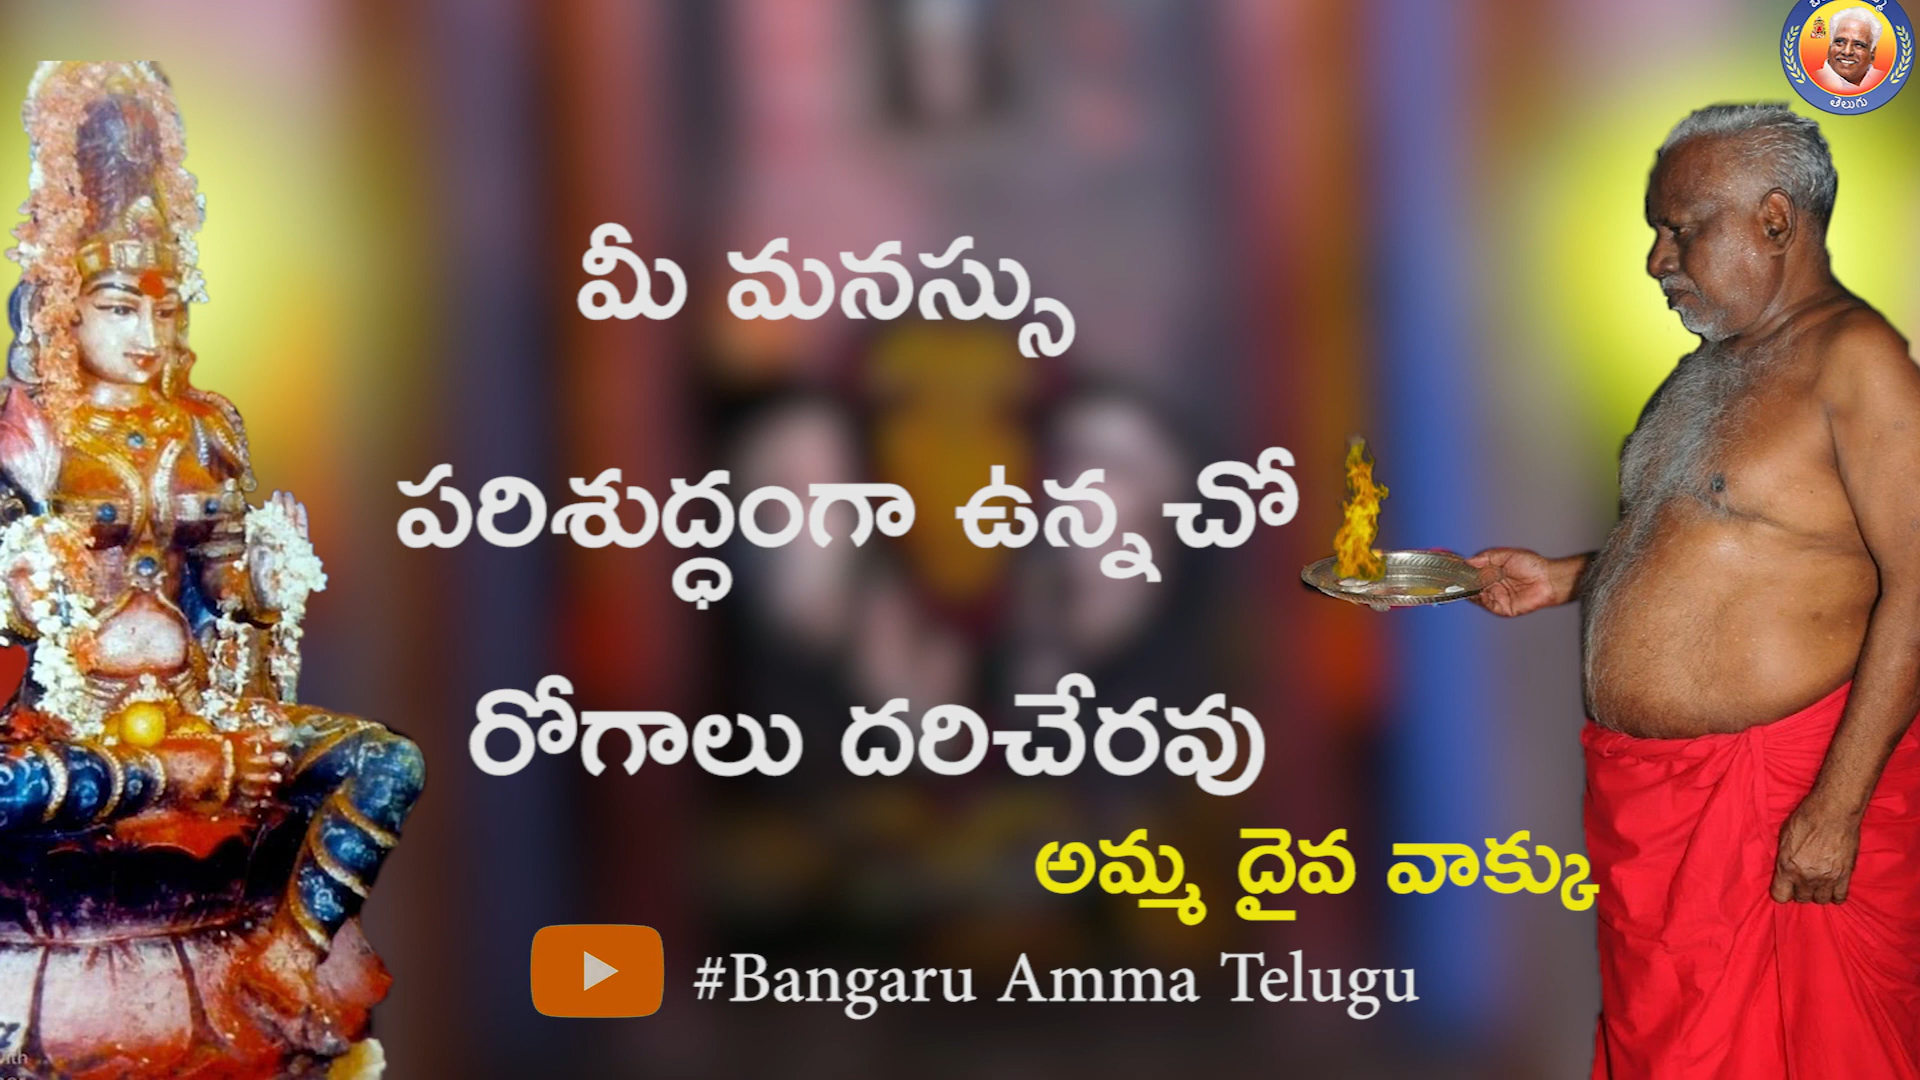 తెలుగు
మీ మనస్సు
పరిశుద్ధంగా ఉన్నచో
రోగాలు దరిచేరవు
అమ్మ దైవ వాక్కు
#Bangaru Amma Telugu